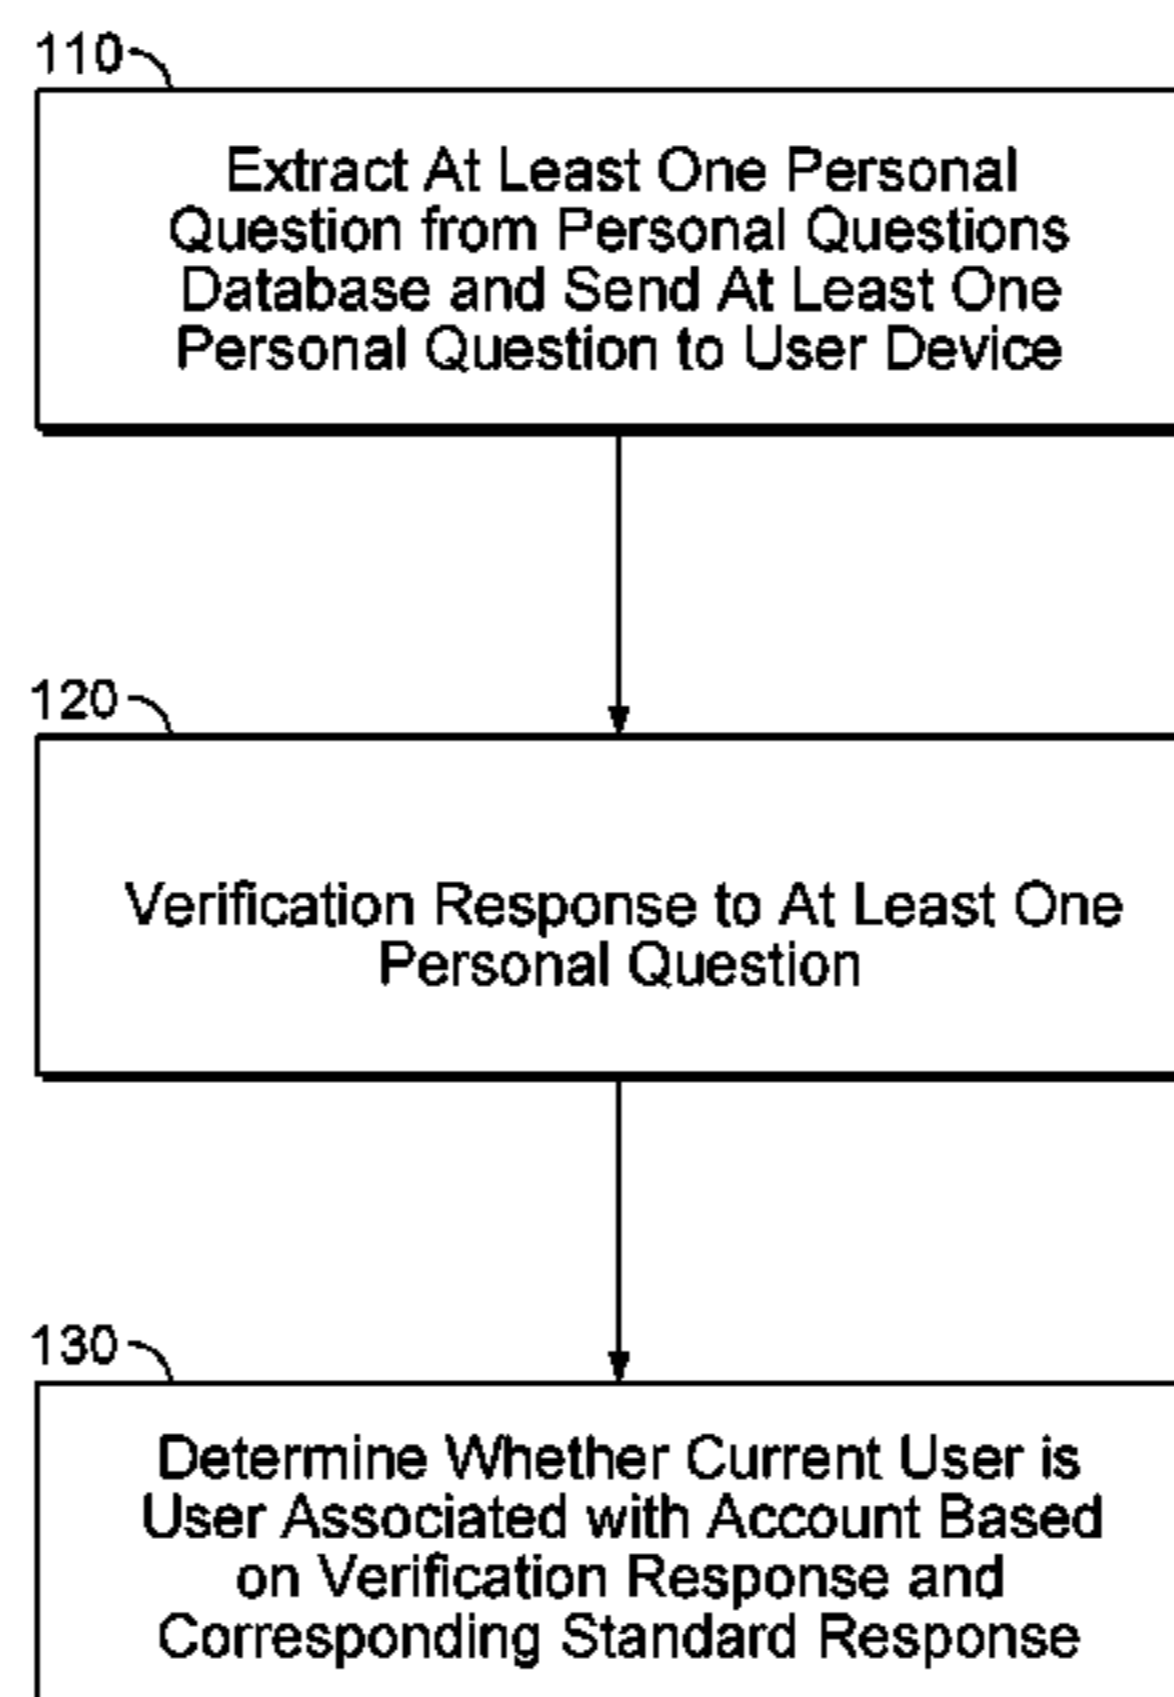 110
Extract At Least One Personal
Question from Personal Questions
Database and Send At Least One
Personal Question to User Device
120
Verification Response to At Least One
Personal Question
130
Determine Whether Current User is
User Associated with Account Based
on Verification Response and
Corresponding Standard Response